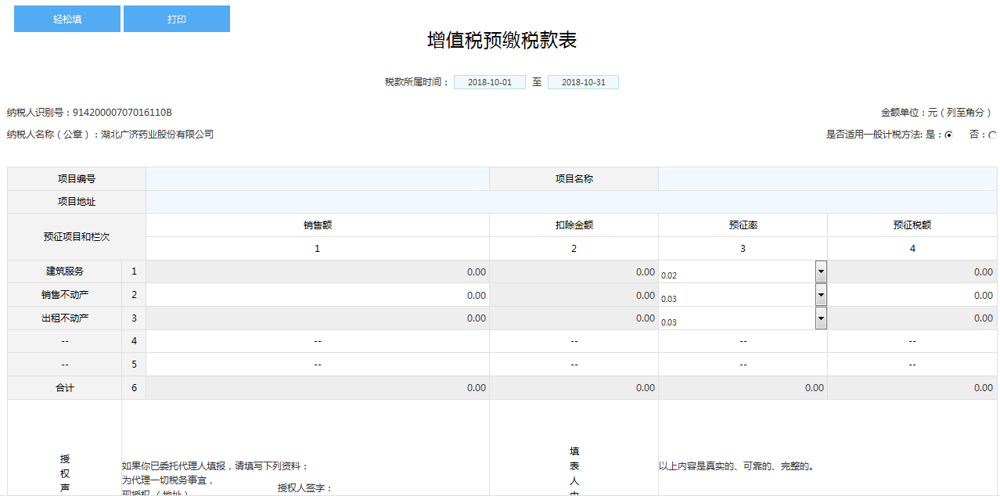 轻松填 打印
增值税预缴税款表
税款所属时间： 2018-10-01 至 2018-10-31
纳税人识别号：91420000707016110B 金额单位：元（列至角分）
纳税人名称（公章）：湖北广济药业股份有限公司 是否适用一般计税方法: 是： 否：
项目编号 项目名称
项目地址
预征项目和栏次 销售额 扣除金额 预征率 预征税额
1 2 3 4
建筑服务 1 0.00 0.00 0.02 0.00
销售不动产 2 0.00 0.00 0.03 0.00
出租不动产 3 0.00 0.00 0.03 0.00
-- 4 -- -- -- --
-- 5 -- -- -- --
合计 6 0.00 0.00 0.00 0.00
授
权
声
如果你已委托代理人填报，请填写下列资料：
为代理一切税务事宜，
现授权 （地址） 授权人签字：
填
表
人
以上内容是真实的、可靠的、完整的。